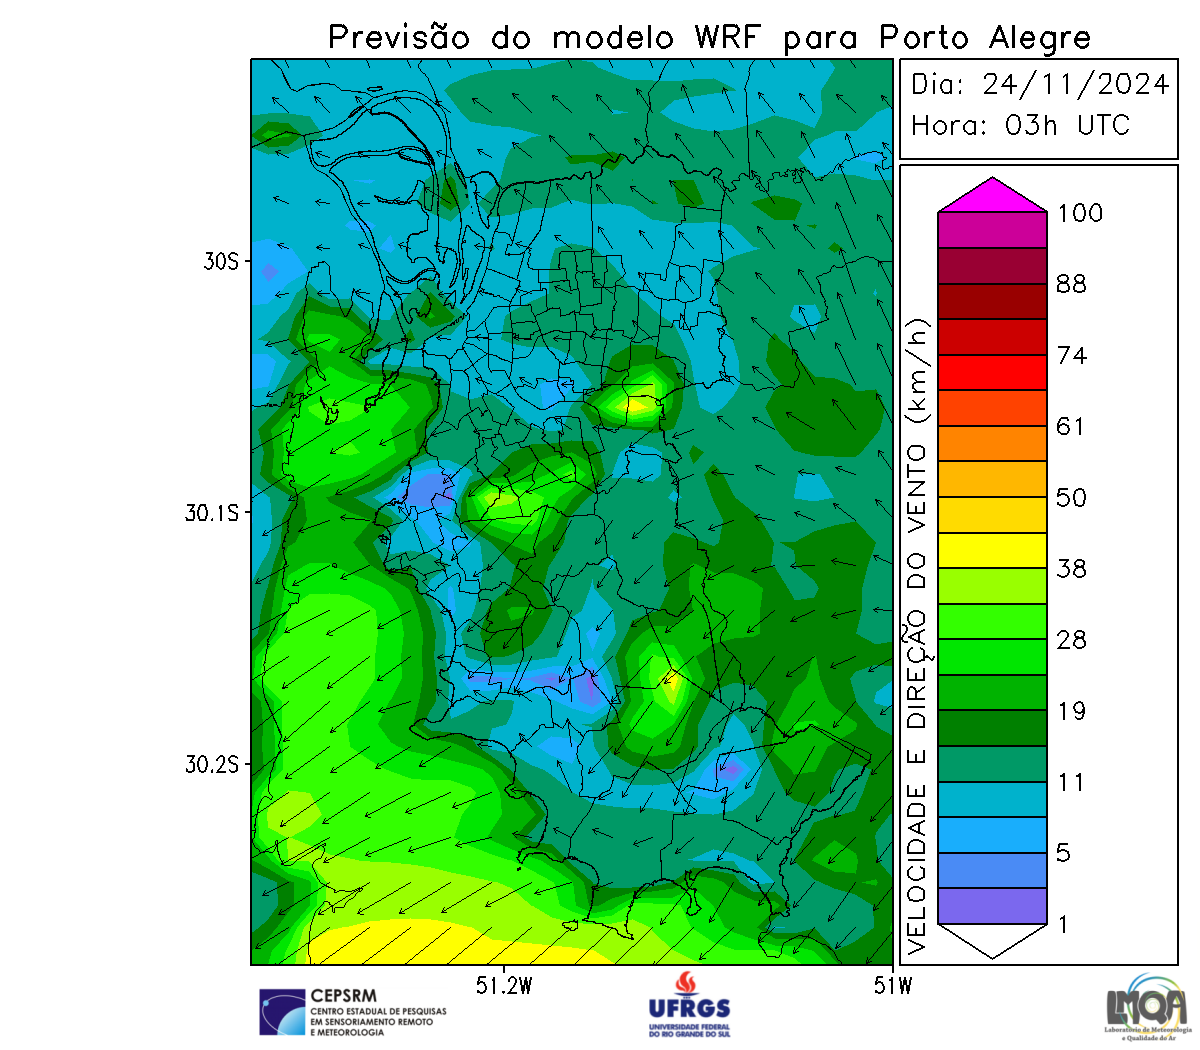 Previsão do modelo WRF para Porto Alegre
Dia: 24/11/2024
Hora: 03h UTC
100
88
74
61
50
38
28
19
11
5
1
VELOCIDADE E DIREÇÃO DO VENTO (km/h)
30S
30.1S
30.2S
51.2W
51W
CEPSRM
CENTRO ESTADUAL DE PESQUISAS
EM SENSORIAMENTO REMOTO
E METEOROLOGIA
UFRGS
UNIVERSIDADE FEDERAL
DO RIO GRANDE DO SUL
LMQA
Laboratório de Meteorologia
e Qualidade do Ar